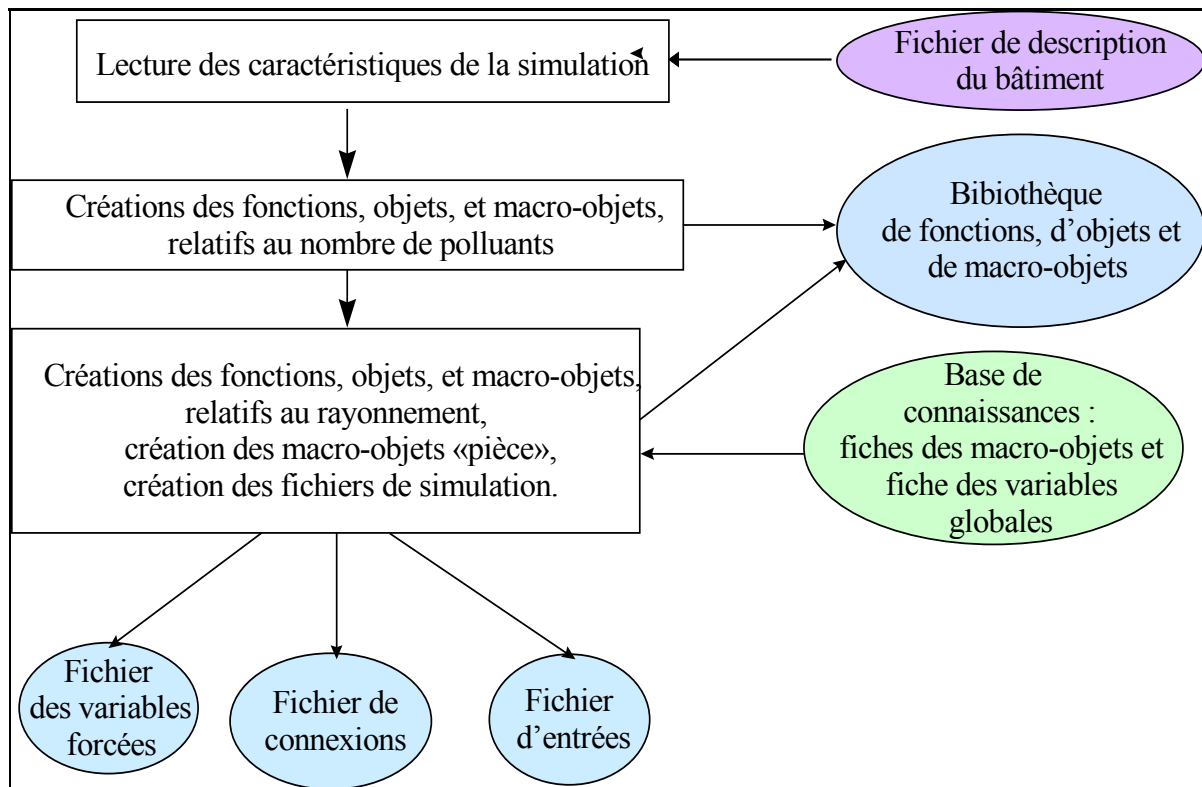 Lecture des caractéristiques de la simulation
Fichier de description
du bâtiment
Créations des fonctions, objets, et macro-objets,
relatifs au nombre de polluants
Bibiothèque
de fonctions, d’objets et
de macro-objets
Créations des fonctions, objets, et macro-objets,
relatifs au rayonnement,
création des macro-objets «pièce»,
création des fichiers de simulation.
Base de
connaissances :
fiches des macro-objets et
fiche des variables
globales
Fichier
des variables
forcées
Fichier de
connexions
Fichier
d’entrées